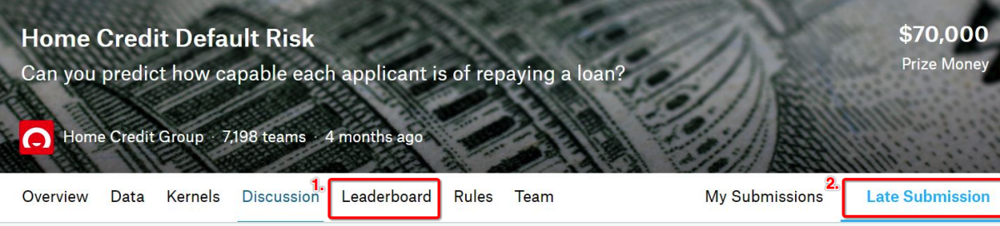 Home Credit Default Risk
$70,000
Can you predict how capable each applicant is of repaying a loan?
Prize Money
Home Credit Group · 7,198 teams · 4 months ago
Overview Data Kernels Discussion 1. Leaderboard Rules Team My Submissions 2. Late Submission